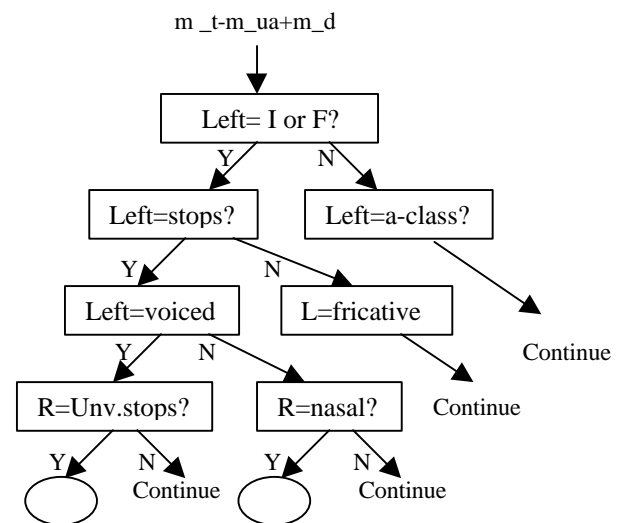 m _t-m_ua+m_d
Left= I or F?
Y N
Left=stops? Left=a-class?
Y N
Left=voiced L=fricative
Continue
Y N
R=Unv.stops? R=nasal? Continue
Y N Y N
Continue Continue